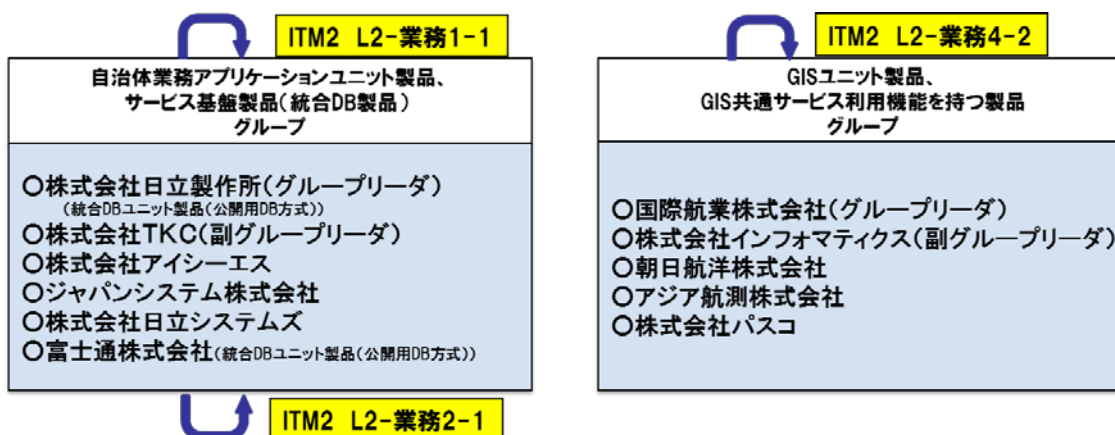 ITM2 L2-業務1-1
自治体業務アプリケーションユニット製品、
サービス基盤製品(統合DB製品)
グループ
○株式会社日立製作所(グループリーダ)
(統合DBユニット製品(公開用DB方式))
○株式会社TKC(副グループリーダ)
○株式会社アイシーエス
○ジャパンシステム株式会社
○株式会社日立システムズ
○富士通株式会社(統合DBユニット製品(公開用DB方式))
ITM2 L2-業務2-1
ITM2 L2-業務4-2
GISユニット製品、
GIS共通サービス利用機能を持つ製品
グループ
○国際航業株式会社(グループリーダ)
○株式会社インフォマティクス(副グループリーダ)
○朝日航洋株式会社
○アジア航測株式会社
○株式会社パスコ